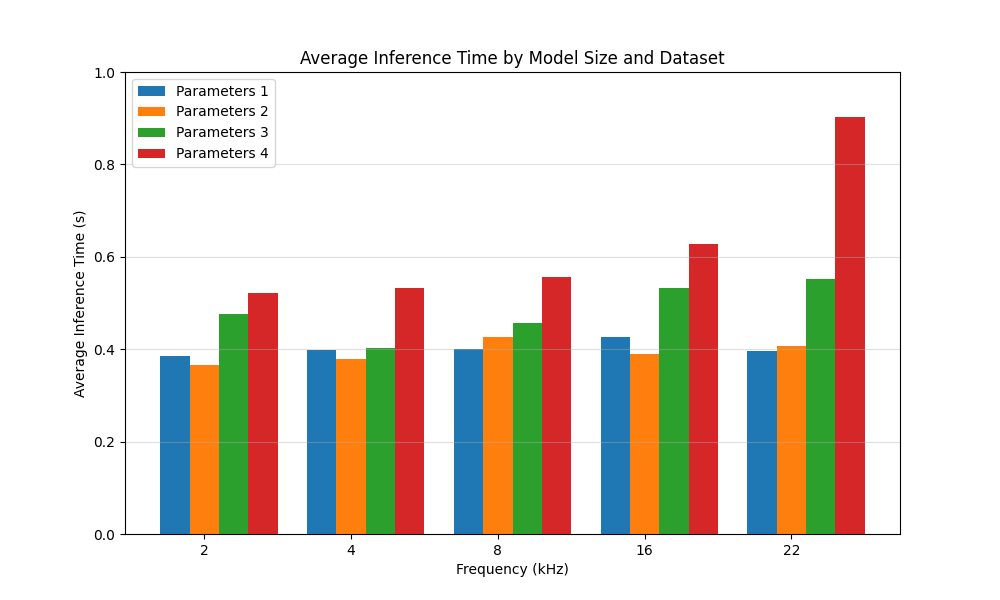 Average Inference Time by Model Size and Dataset
Parameters 1
Parameters 2
Parameters 3
Parameters 4
Average Inference Time (s)
1.0
0.8
0.6
0.4
0.2
0.0
2 4 8 16 22
Frequency (kHz)